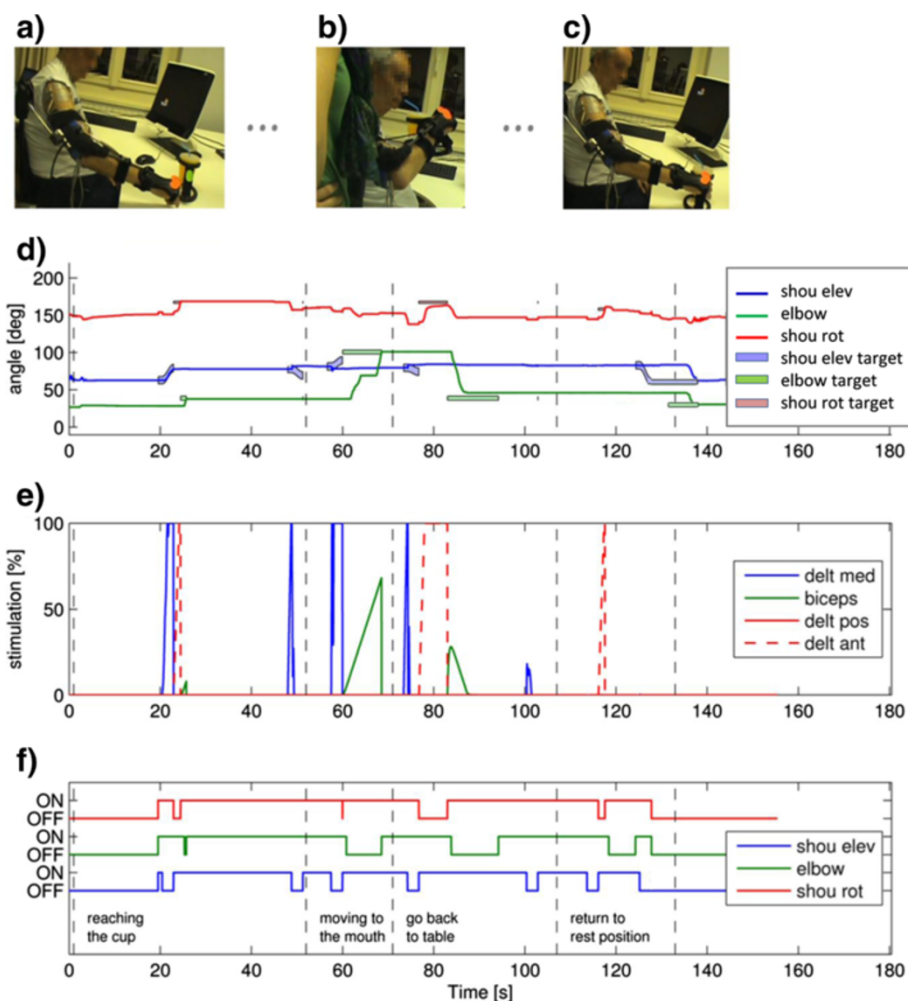 a)
b)
c)
d)
200
150
100
50
0
angle [deg]
0 20 40 60 80 100 120 140 160 180
shou elev
elbow
shou rot
shou elev target
elbow target
shou rot target
e)
100
50
0
stimulation [%]
0 20 40 60 80 100 120 140 160 180
delt med
biceps
delt pos
delt ant
f)
ON
OFF
ON
OFF
ON
OFF
shou elev
elbow
shou rot
reaching
the cup
moving to
the mouth
go back
to table
return to
rest position
0 20 40 60 80 100 120 140 160 180
Time [s]